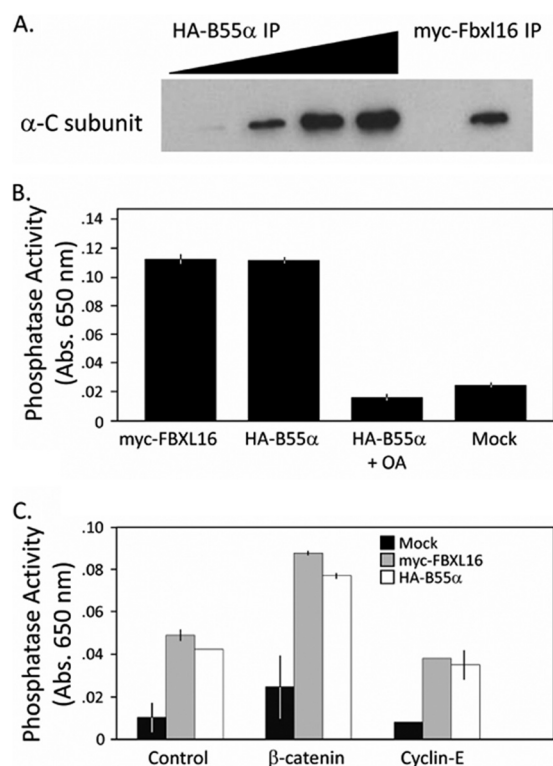 A.
HA-B55α IP
myc-Fbxl16 IP
α-C subunit
B.
Phosphatase Activity
(Abs. 650 nm)
.14
.12
.10
.08
.06
.04
.02
0
myc-FBXL16
HA-B55α
HA-B55α
+ OA
Mock
C.
Phosphatase Activity
(Abs. 650 nm)
.10
.08
.06
.04
.02
0
Mock
myc-FBXL16
HA-B55α
Control
β-catenin
Cyclin-E